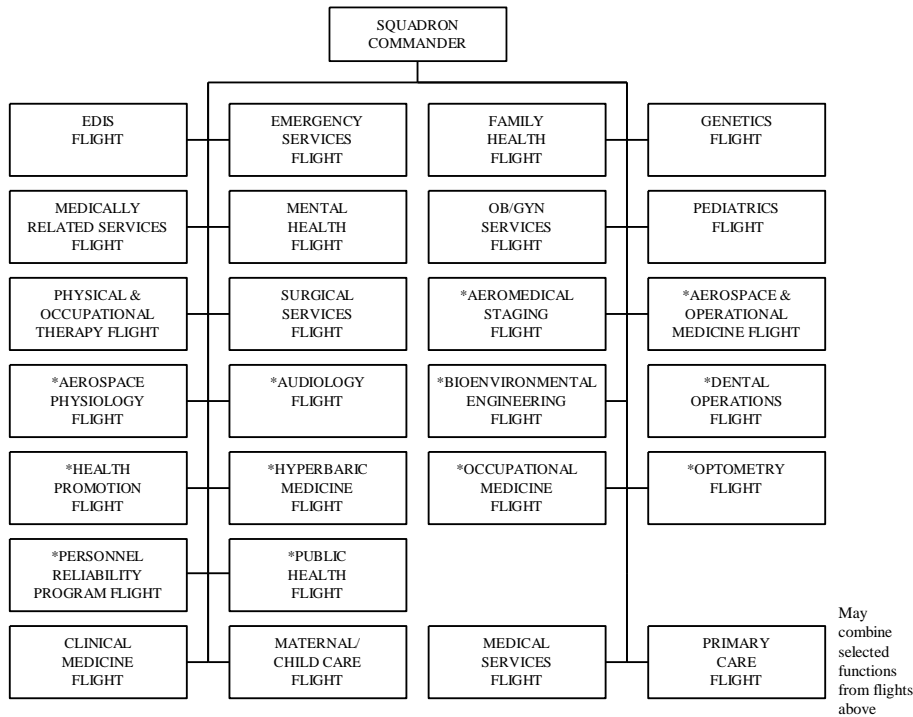 SQUADRON
COMMANDER
EDIS
FLIGHT
EMERGENCY
SERVICES
FLIGHT
FAMILY
HEALTH
FLIGHT
GENETICS
FLIGHT
MEDICALLY
RELATED SERVICES
FLIGHT
MENTAL
HEALTH
FLIGHT
OB/GYN
SERVICES
FLIGHT
PEDIATRICS
FLIGHT
PHYSICAL &
OCCUPATIONAL
THERAPY FLIGHT
SURGICAL
SERVICES
FLIGHT
*AEROMEDICAL
STAGING
FLIGHT
*AEROSPACE &
OPERATIONAL
MEDICINE FLIGHT
*AEROSPACE
PHYSIOLOGY
FLIGHT
*AUDIOLOGY
FLIGHT
*BIOENVIRONMENTAL
ENGINEERING
FLIGHT
*DENTAL
OPERATIONS
FLIGHT
*HEALTH
PROMOTION
FLIGHT
*HYPERBARIC
MEDICINE
FLIGHT
*OCCUPATIONAL
MEDICINE
FLIGHT
*OPTOMETRY
FLIGHT
*PERSONNEL
RELIABILITY
PROGRAM FLIGHT
*PUBLIC
HEALTH
FLIGHT
CLINICAL
MEDICINE
FLIGHT
MATERNAL/
CHILD CARE
FLIGHT
MEDICAL
SERVICES
FLIGHT
PRIMARY
CARE
FLIGHT
May
combine
selected
functions
from flights
above